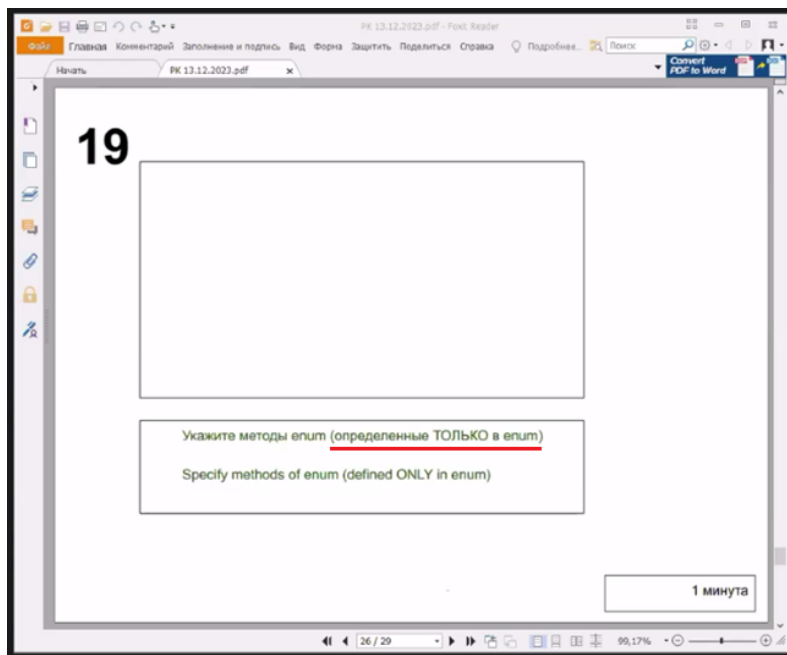 РК 13.12.2023.pdf - Foxit Reader
Файл Главная Комментарий Заполнение и подпись Вид Форма Защитить Поделиться Справка Подробнее... Поиск
Начать РК 13.12.2023.pdf
Convert
PDF to Word
19
Укажите методы enum (определенные ТОЛЬКО в enum)
Specify methods of enum (defined ONLY in enum)
1 минута
26 / 29 99,17%